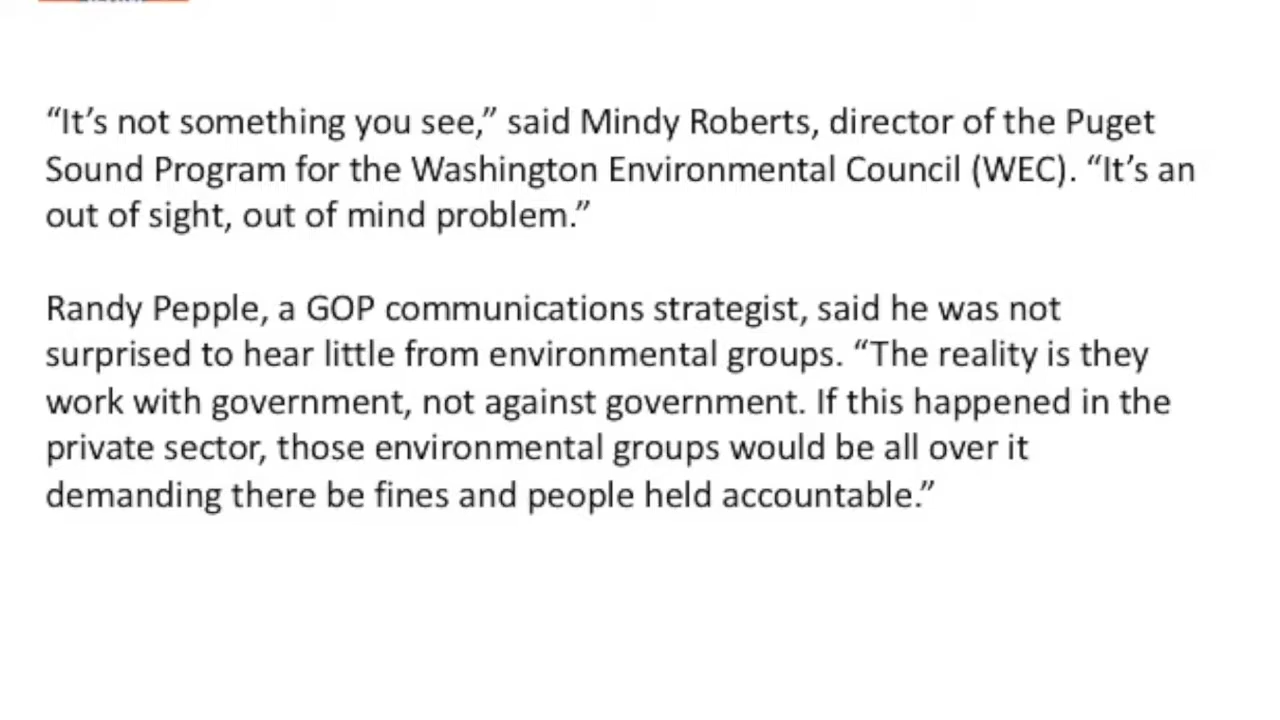 “It’s not something you see,” said Mindy Roberts, director of the Puget
Sound Program for the Washington Environmental Council (WEC). “It’s an
out of sight, out of mind problem.”
Randy Pepple, a GOP communications strategist, said he was not
surprised to hear little from environmental groups. “The reality is they
work with government, not against government. If this happened in the
private sector, those environmental groups would be all over it
demanding there be fines and people held accountable.”